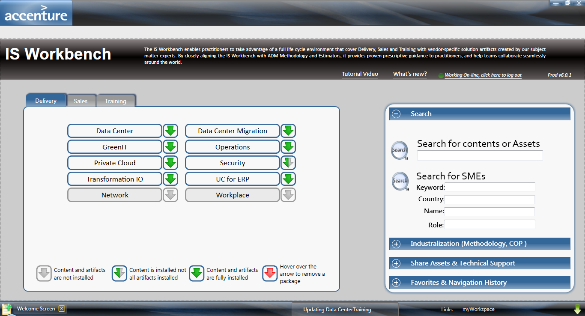 accenture
IS Workbench
The IS Workbench enables practitioners to take advantage of a full life cycle environment that cover Delivery, Sales and Training with vendor-specific solution artifacts created by our subject
matter experts. By closely aligning the IS Workbench with ADM Methodology and Estimators, it provides proven prescriptive guidance to practitioners, and help teams collaborate seamlessly
around the world.
Tutorial Video What's new? Working On line, click here to log out Prod v6.0.1
Delivery Sales Training
Data Center Data Center Migration
GreenIT Operations
Private Cloud Security
Transformation IO UC for ERP
Network Workplace
Content and artifacts
are not installed
Content is installed not
all artifacts installed
Content and artifacts
are fully installed
Hover over the
arrow to remove a
package
Search
Search for contents or Assets
Search
Search for SMEs
Search
Keyword:
Country:
Name:
Role:
Industralization (Methodology, COP )
Share Assets & Technical Support
Favorites & Navigation History
Welcome Screen Updating Data Center Training Links myWorkspace